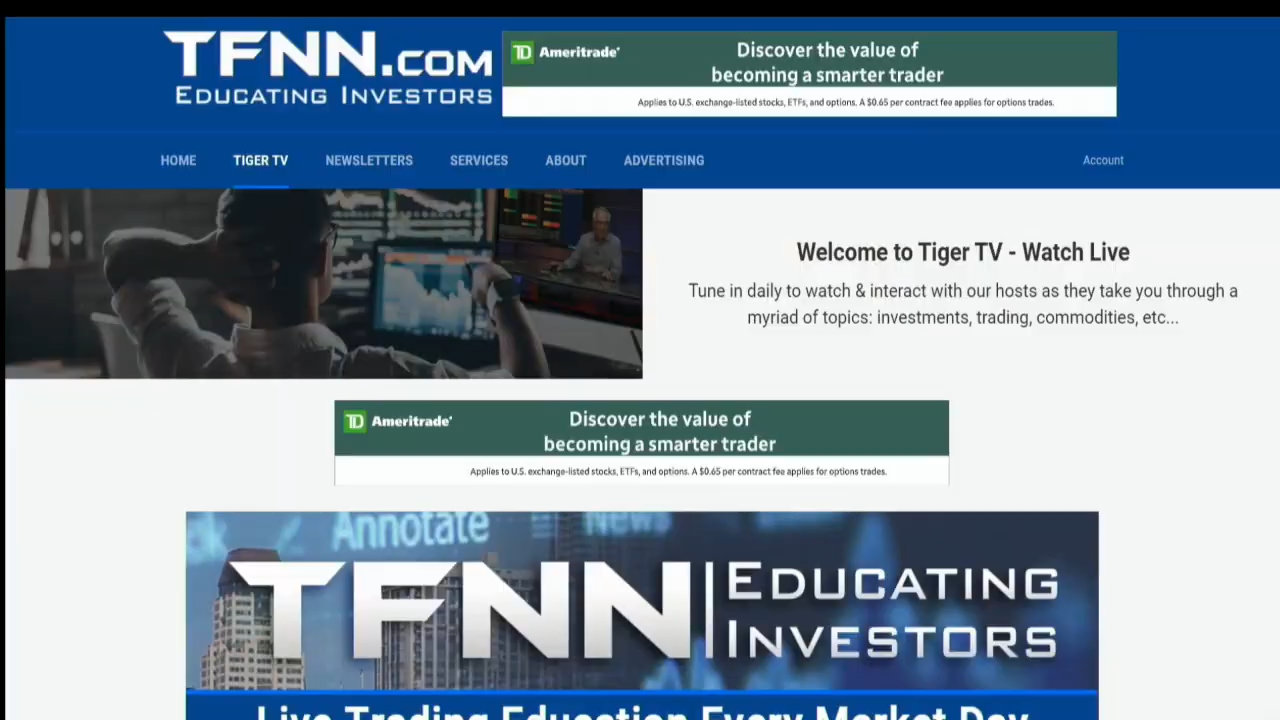 TFNN.COM
EDUCATING INVESTORS
TD Ameritrade
Discover the value of
becoming a smarter trader
Applies to U.S. exchange-listed stocks, ETFs, and options. A $0.65 per contract fee applies for options trades.
HOME TIGER TV NEWSLETTERS SERVICES ABOUT ADVERTISING Account
Welcome to Tiger TV - Watch Live
Tune in daily to watch & interact with our hosts as they take you through a
myriad of topics: investments, trading, commodities, etc...
TD Ameritrade
Discover the value of
becoming a smarter trader
Applies to U.S. exchange-listed stocks, ETFs, and options. A $0.65 per contract fee applies for options trades.
Annotate News
TFNN EDUCATING
INVESTORS
Live Trading Education Every Market Day